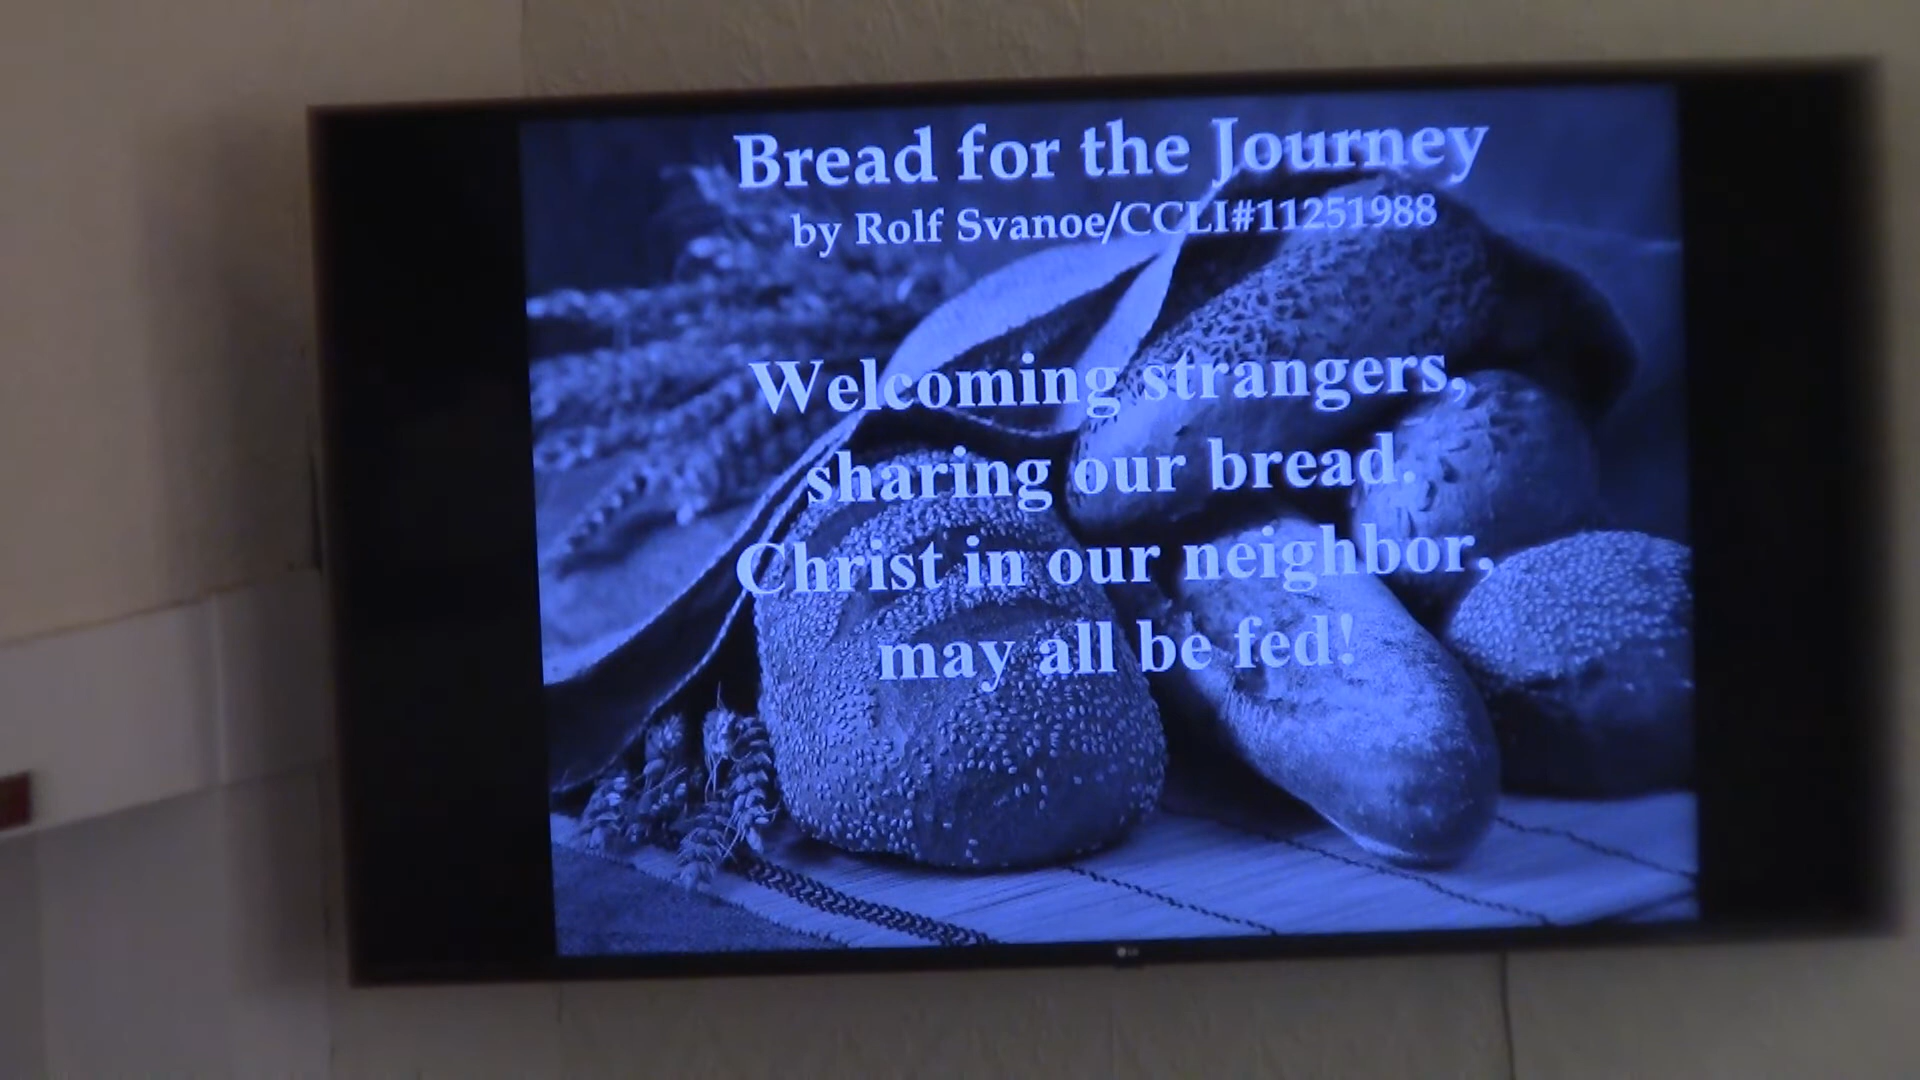 Bread for the Journey
by Rolf Svanoe/CCLI#11251988
Welcoming strangers,
sharing our bread.
Christ in our neighbor,
may all be fed!
LG